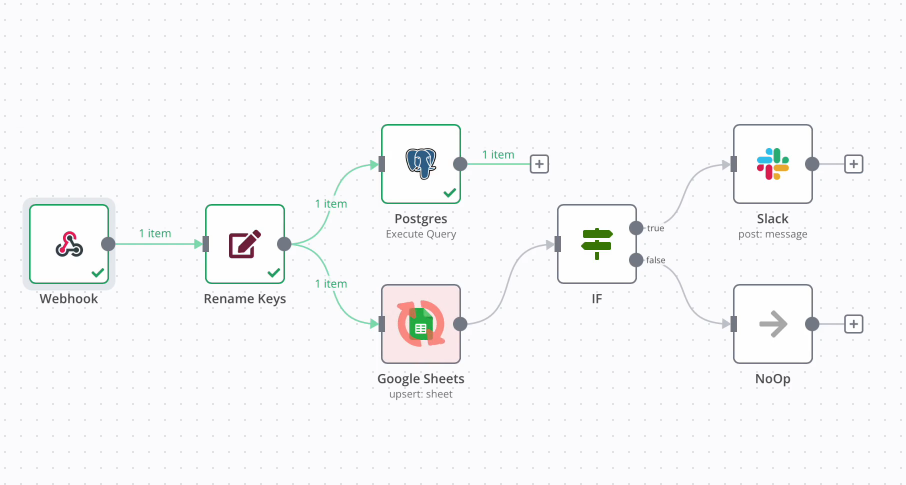 1 item
Postgres
Execute Query
Slack
post: message
1 item
1 item
true
false
Webhook
Rename Keys
1 item
IF
Google Sheets
upsert: sheet
NoOp